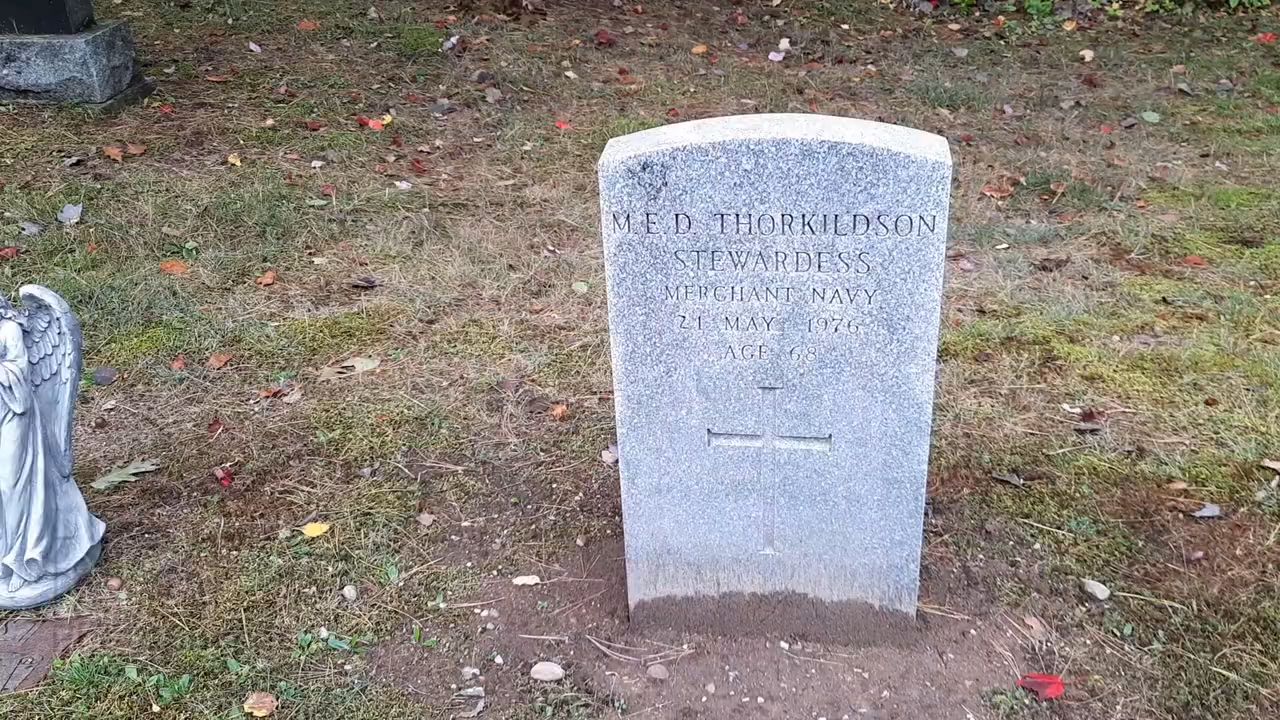 M.E.D. THORKILDSON
STEWARDESS
MERCHANT NAVY
21 MAY 1976
AGE 68